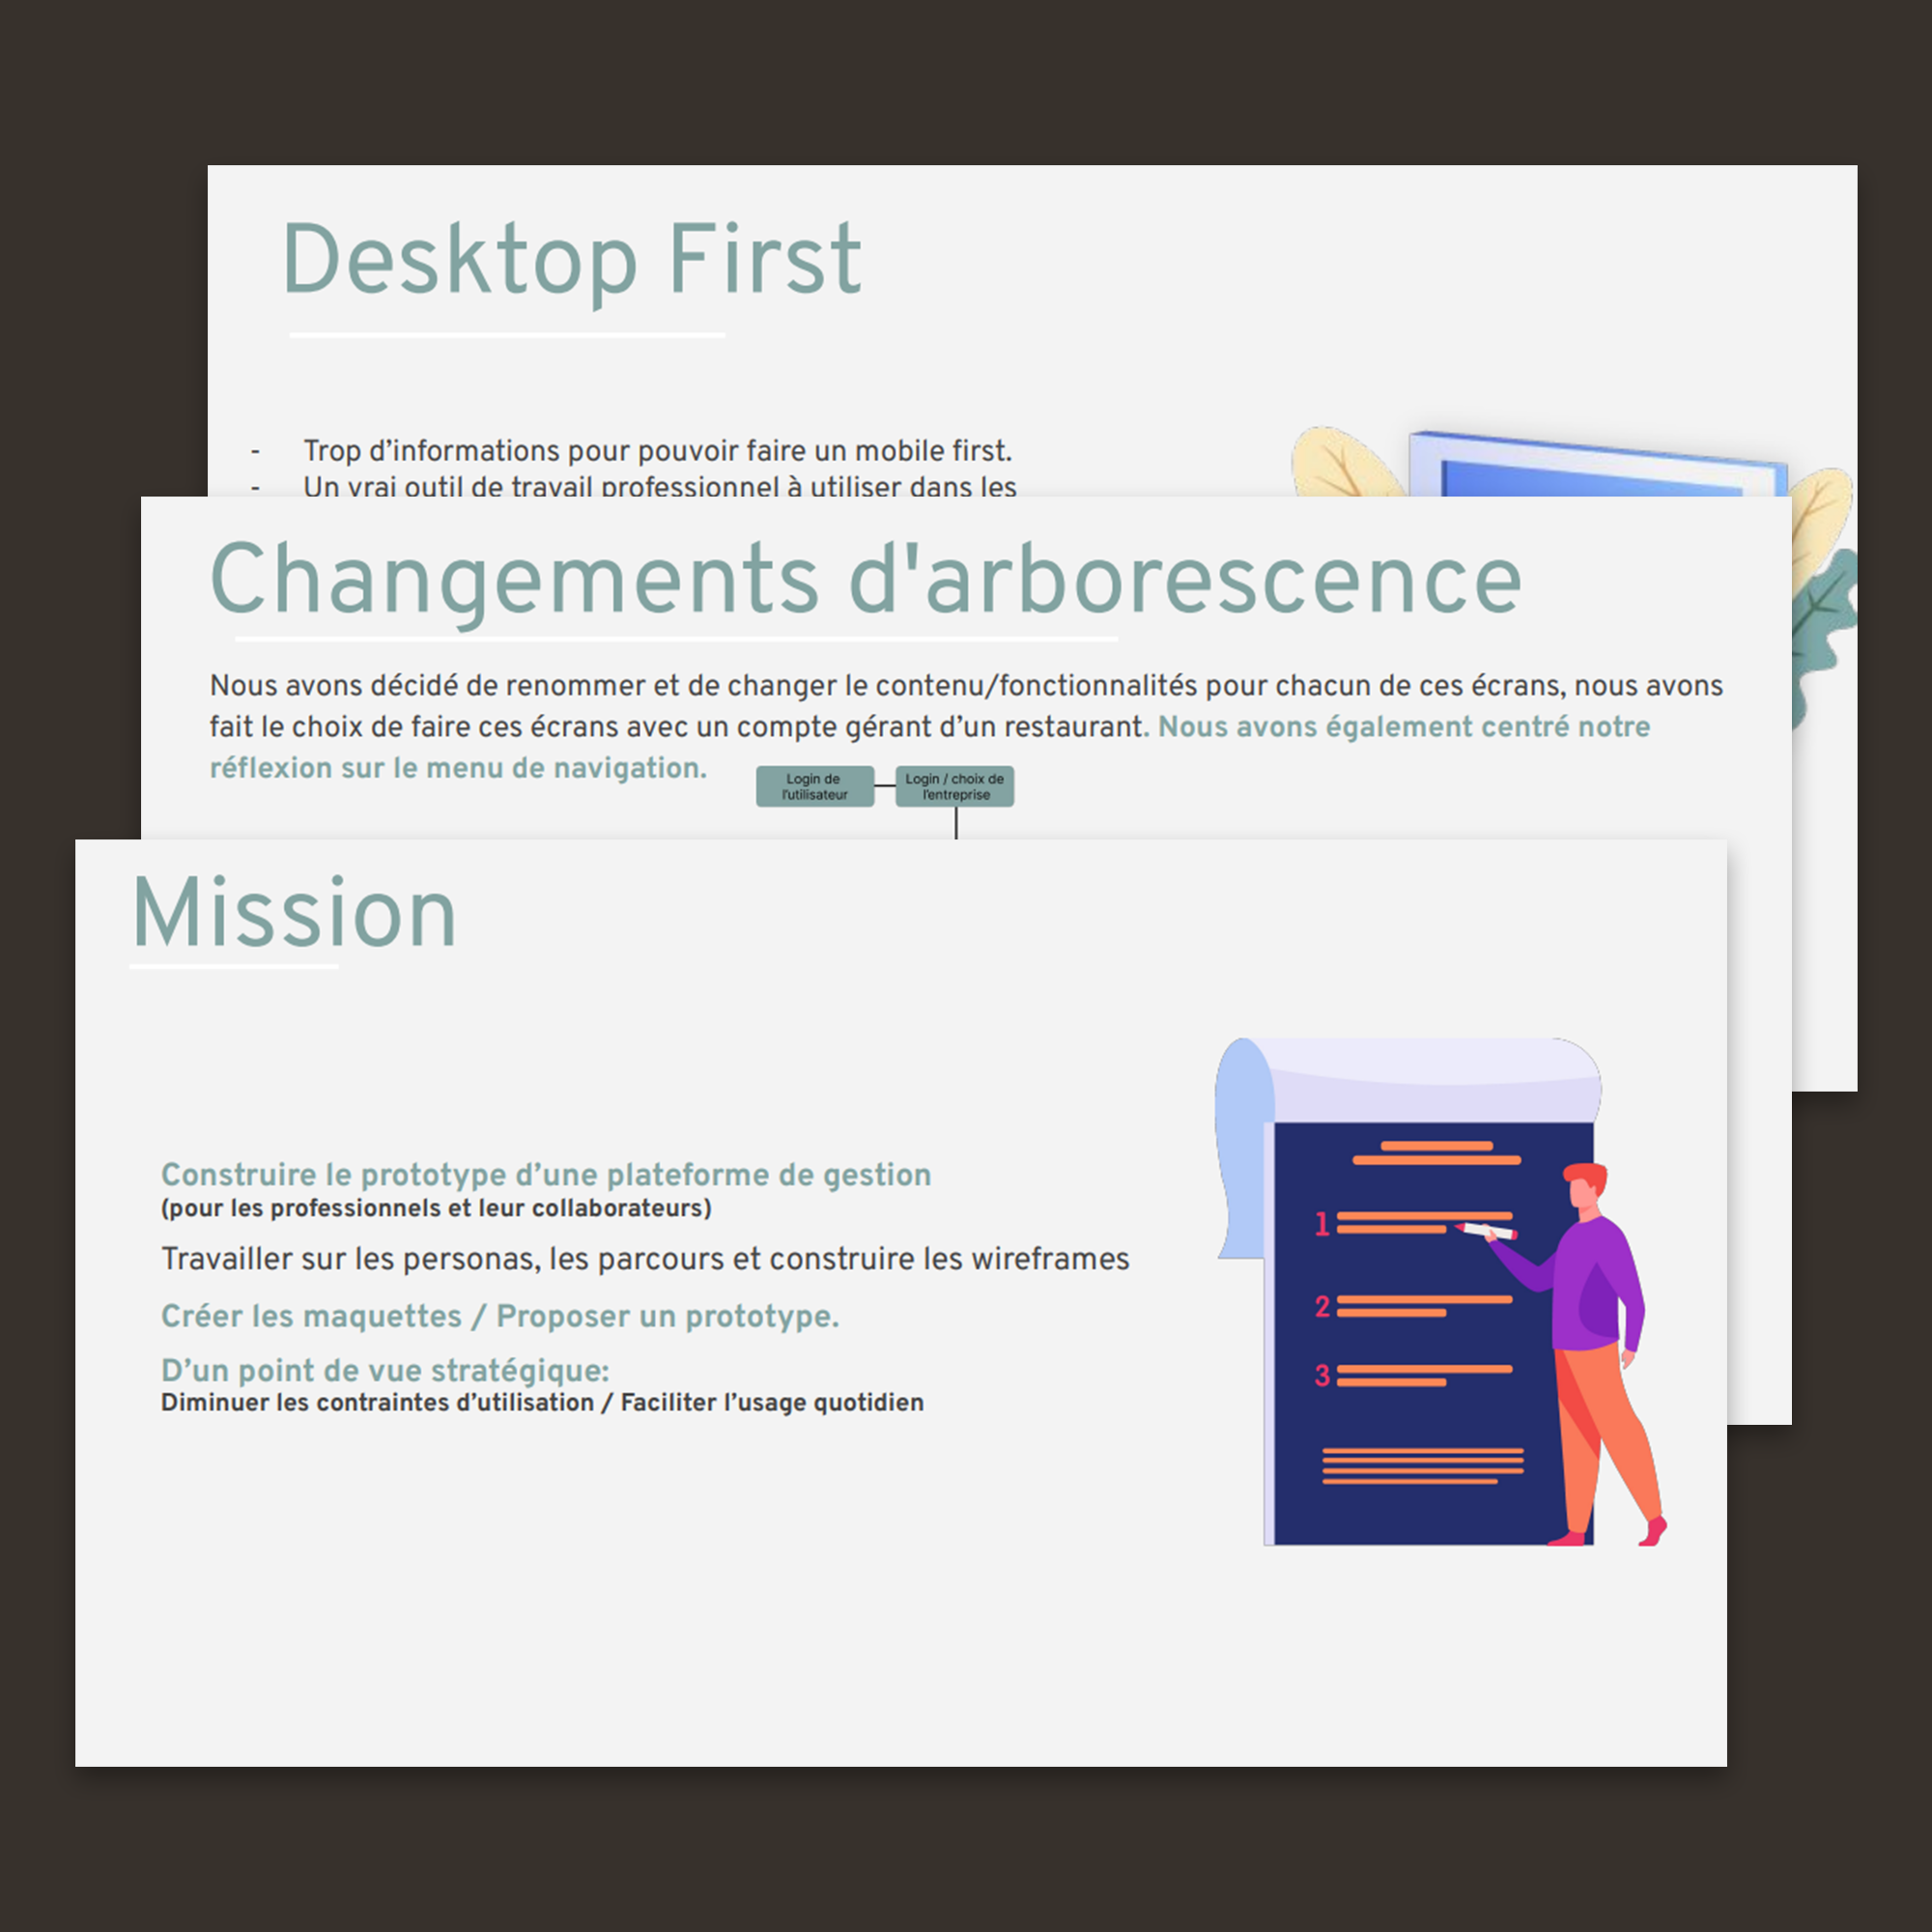 Desktop First
- Trop d’informations pour pouvoir faire un mobile first.
- Un vrai outil de travail professionnel à utiliser dans les
Changements d'arborescence
Nous avons décidé de renommer et de changer le contenu/fonctionnalités pour chacun de ces écrans, nous avons
fait le choix de faire ces écrans avec un compte gérant d’un restaurant. Nous avons également centré notre
réflexion sur le menu de navigation.
Login de
l'utilisateur
Login / choix de
l'entreprise
Mission
Construire le prototype d’une plateforme de gestion
(pour les professionnels et leur collaborateurs)
Travailler sur les personas, les parcours et construire les wireframes
Créer les maquettes / Proposer un prototype.
D’un point de vue stratégique:
Diminuer les contraintes d’utilisation / Faciliter l’usage quotidien
1
2
3